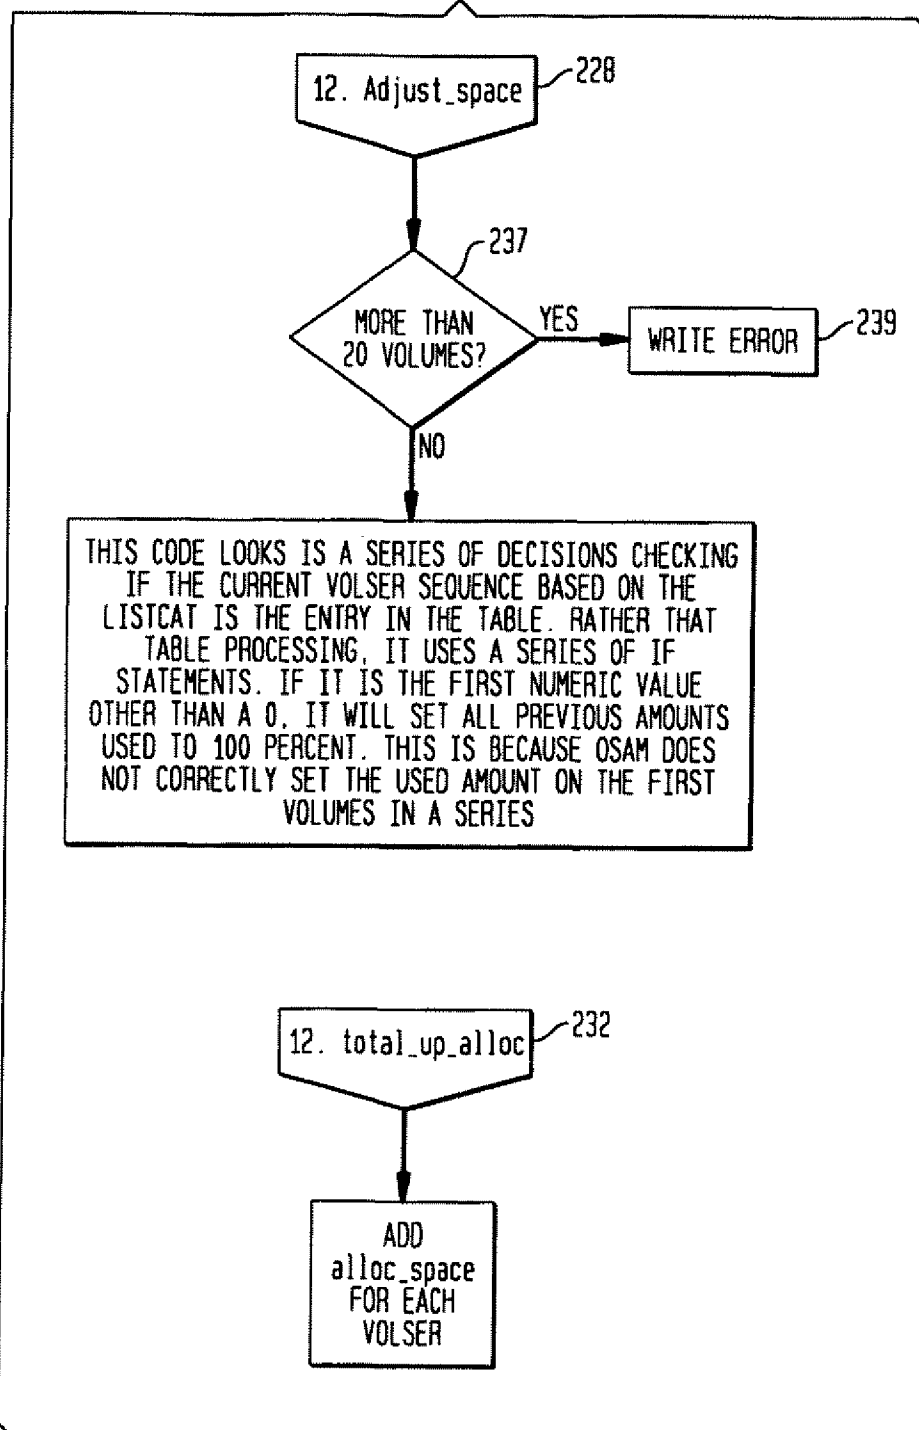 12. Adjust_space
228
237
MORE THAN
20 VOLUMES?
YES
WRITE ERROR
239
NO
THIS CODE LOOKS IS A SERIES OF DECISIONS CHECKING
IF THE CURRENT VOLSER SEQUENCE BASED ON THE
LISTCAT IS THE ENTRY IN THE TABLE. RATHER THAT
TABLE PROCESSING, IT USES A SERIES OF IF
STATEMENTS. IF IT IS THE FIRST NUMERIC VALUE
OTHER THAN A 0, IT WILL SET ALL PREVIOUS AMOUNTS
USED TO 100 PERCENT. THIS IS BECAUSE OSAM DOES
NOT CORRECTLY SET THE USED AMOUNT ON THE FIRST
VOLUMES IN A SERIES
12. total_up_alloc
232
ADD
alloc_space
FOR EACH
VOLSER